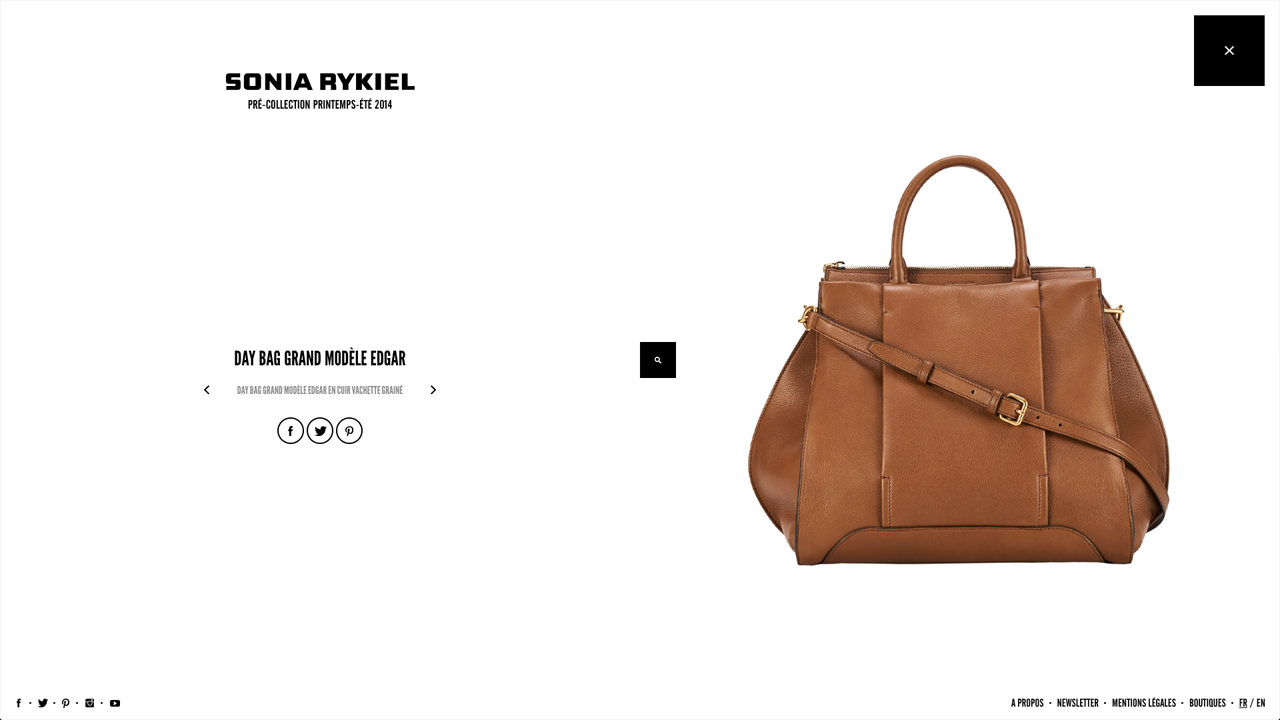 SONIA RYKIEL
PRÉ-COLLECTION PRINTEMPS-ÉTÉ 2014
DAY BAG GRAND MODÈLE EDGAR
DAY BAG GRAND MODÈLE EDGAR EN CUIR VACHETTE GRAINÉ
A PROPOS • NEWSLETTER • MENTIONS LÉGALES • BOUTIQUES • FR / EN